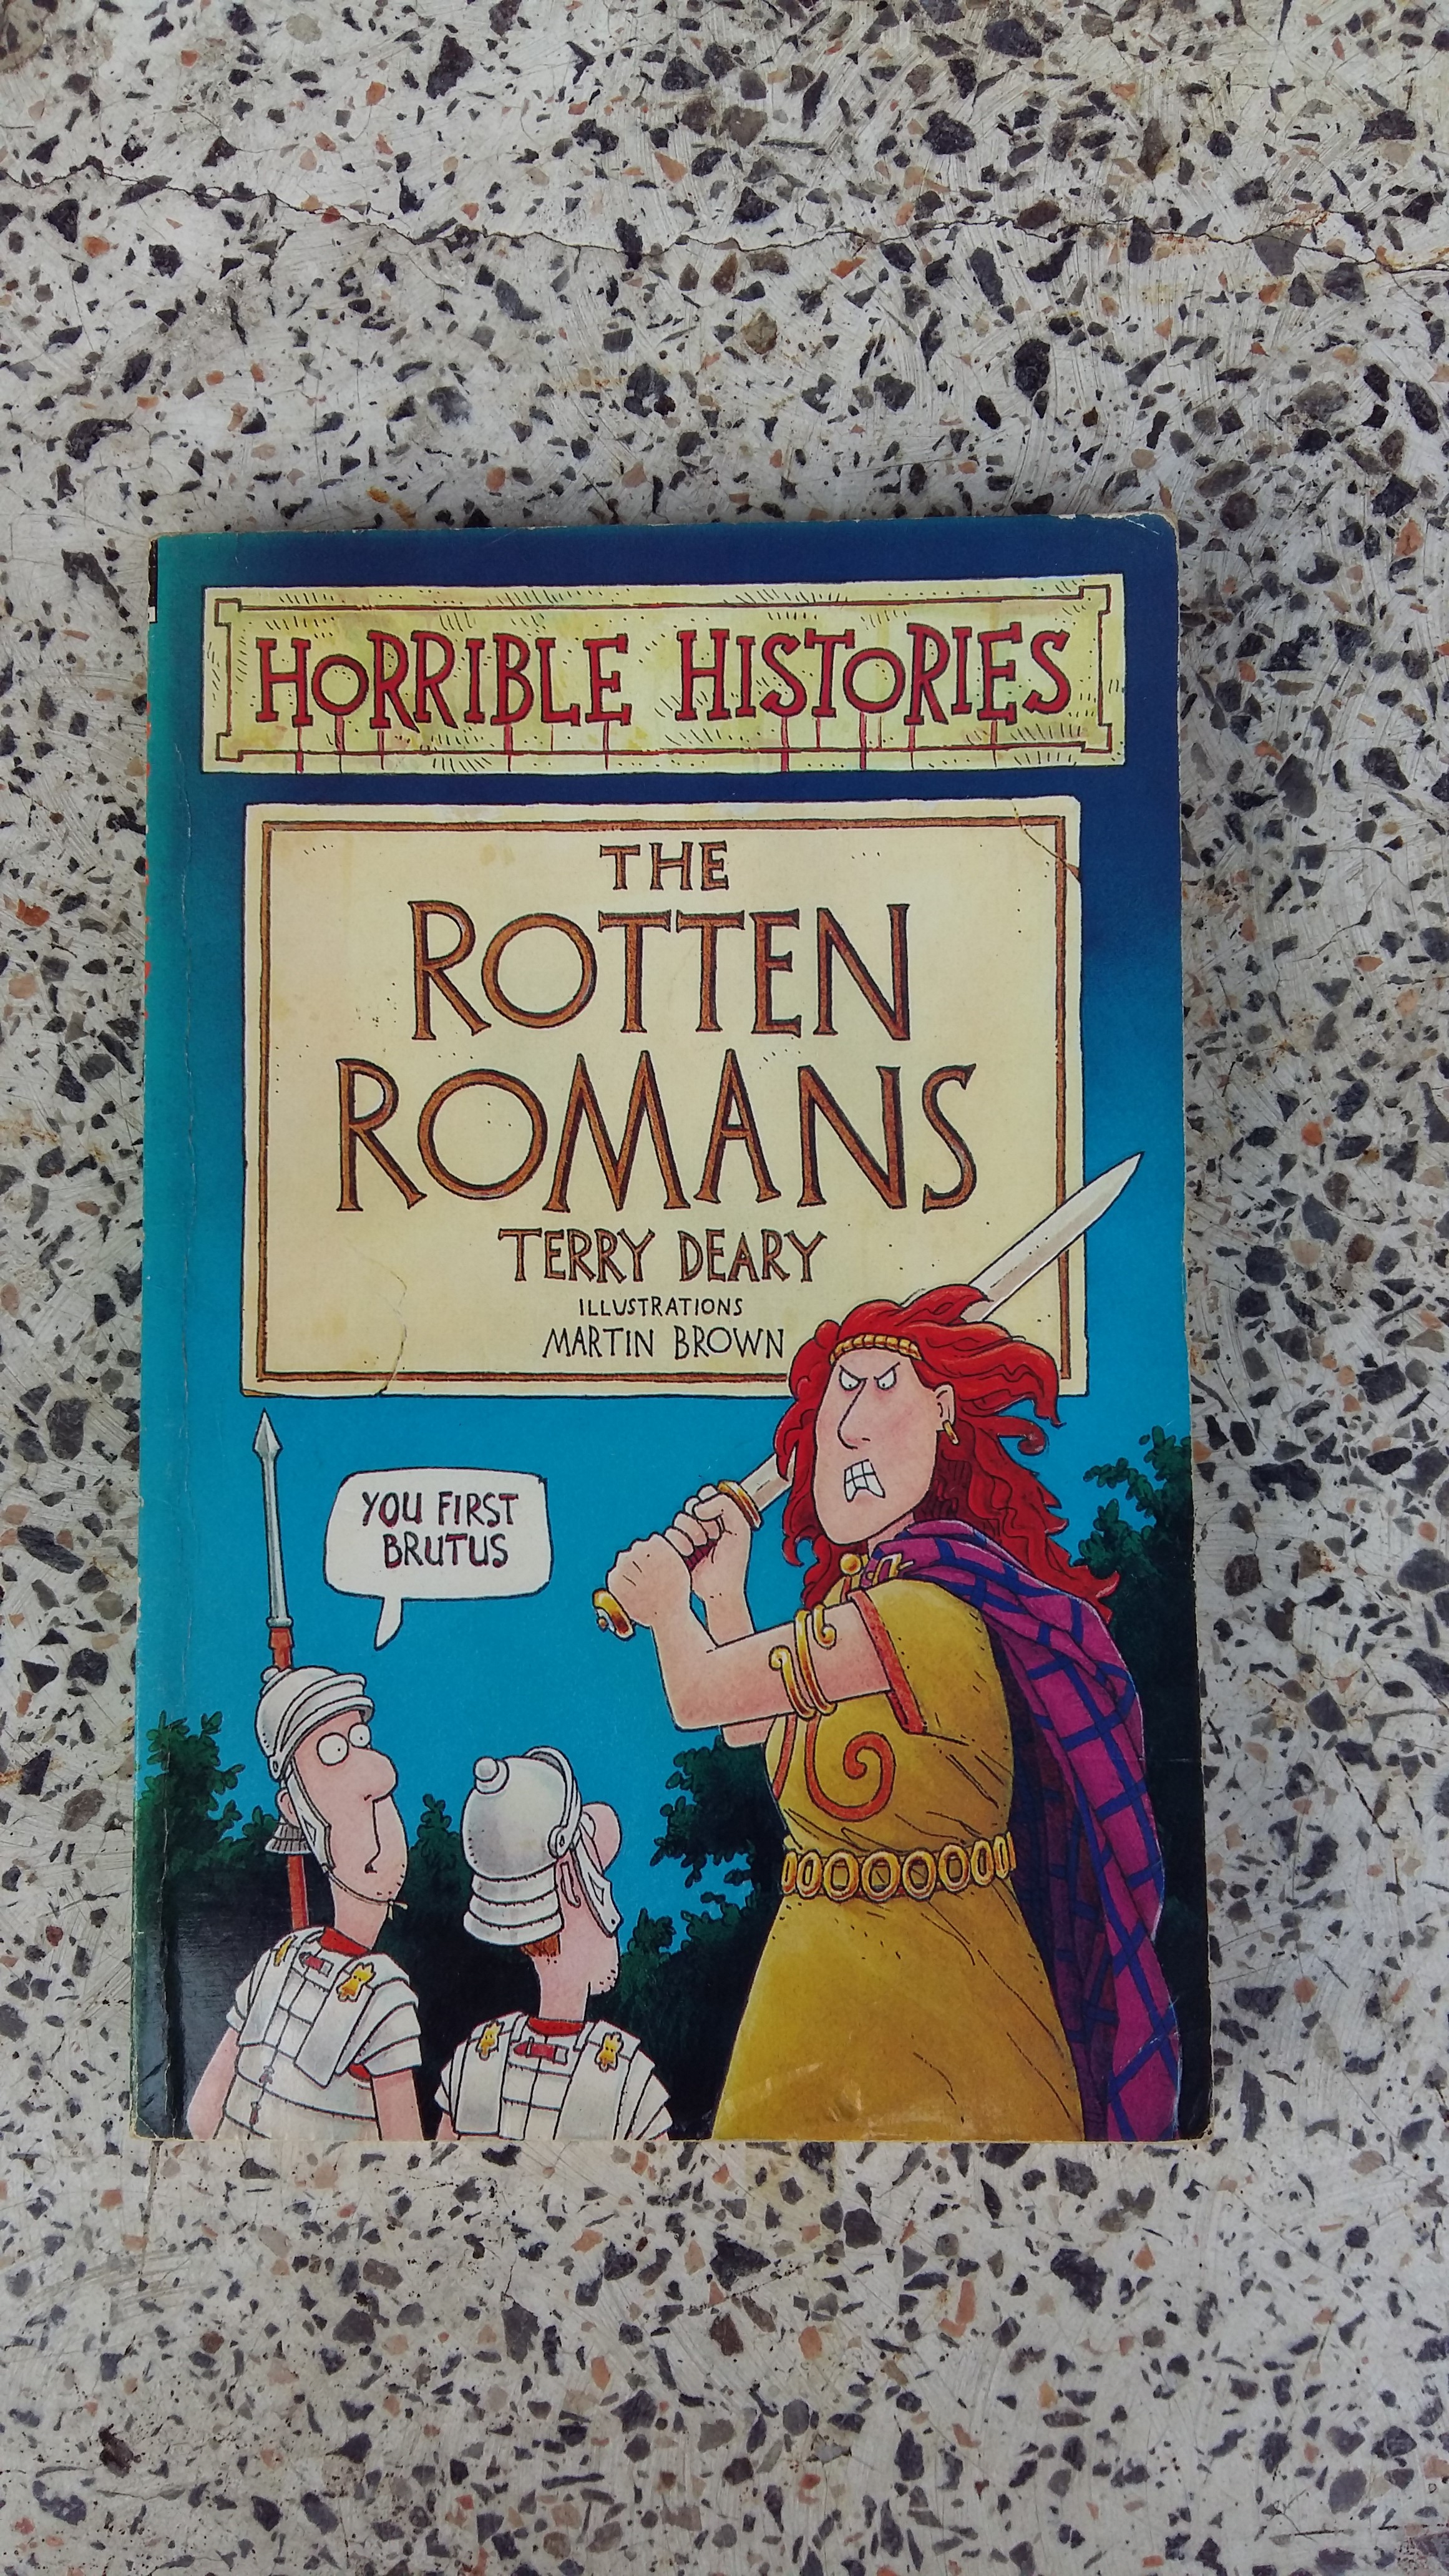 HORRIBLE HISTORIES
THE
ROTTEN
ROMANS
TERRY DEARY
ILLUSTRATIONS
MARTIN BROWN
YOU FIRST
BRUTUS